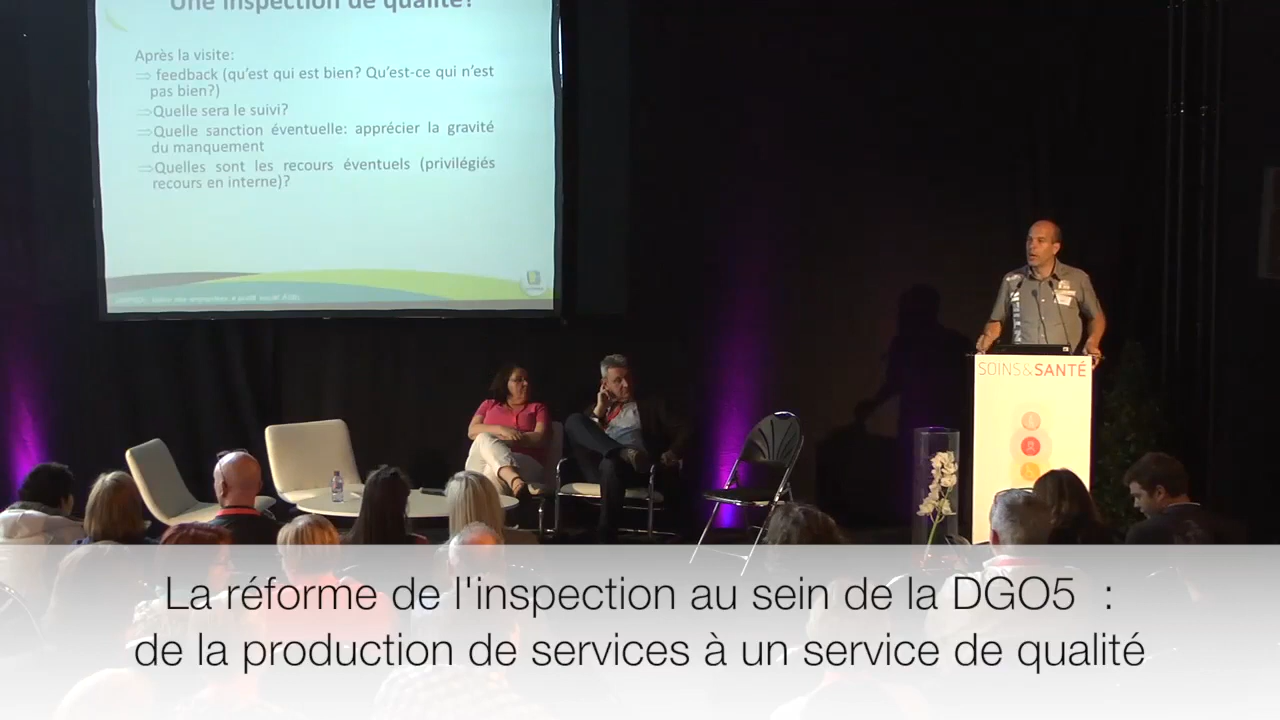 Une inspection de qualité?
Après la visite:
⇒ feedback (qu'est qui est bien? Qu'est-ce qui n'est
pas bien?)
⇒Quelle sera le suivi?
⇒Quelle sanction éventuelle: apprécier la gravité
du manquement
⇒Quelles sont les recours éventuels (privilégiés
recours en interne)?
SOINS&SANTÉ
La réforme de l'inspection au sein de la DGO5 :
de la production de services à un service de qualité